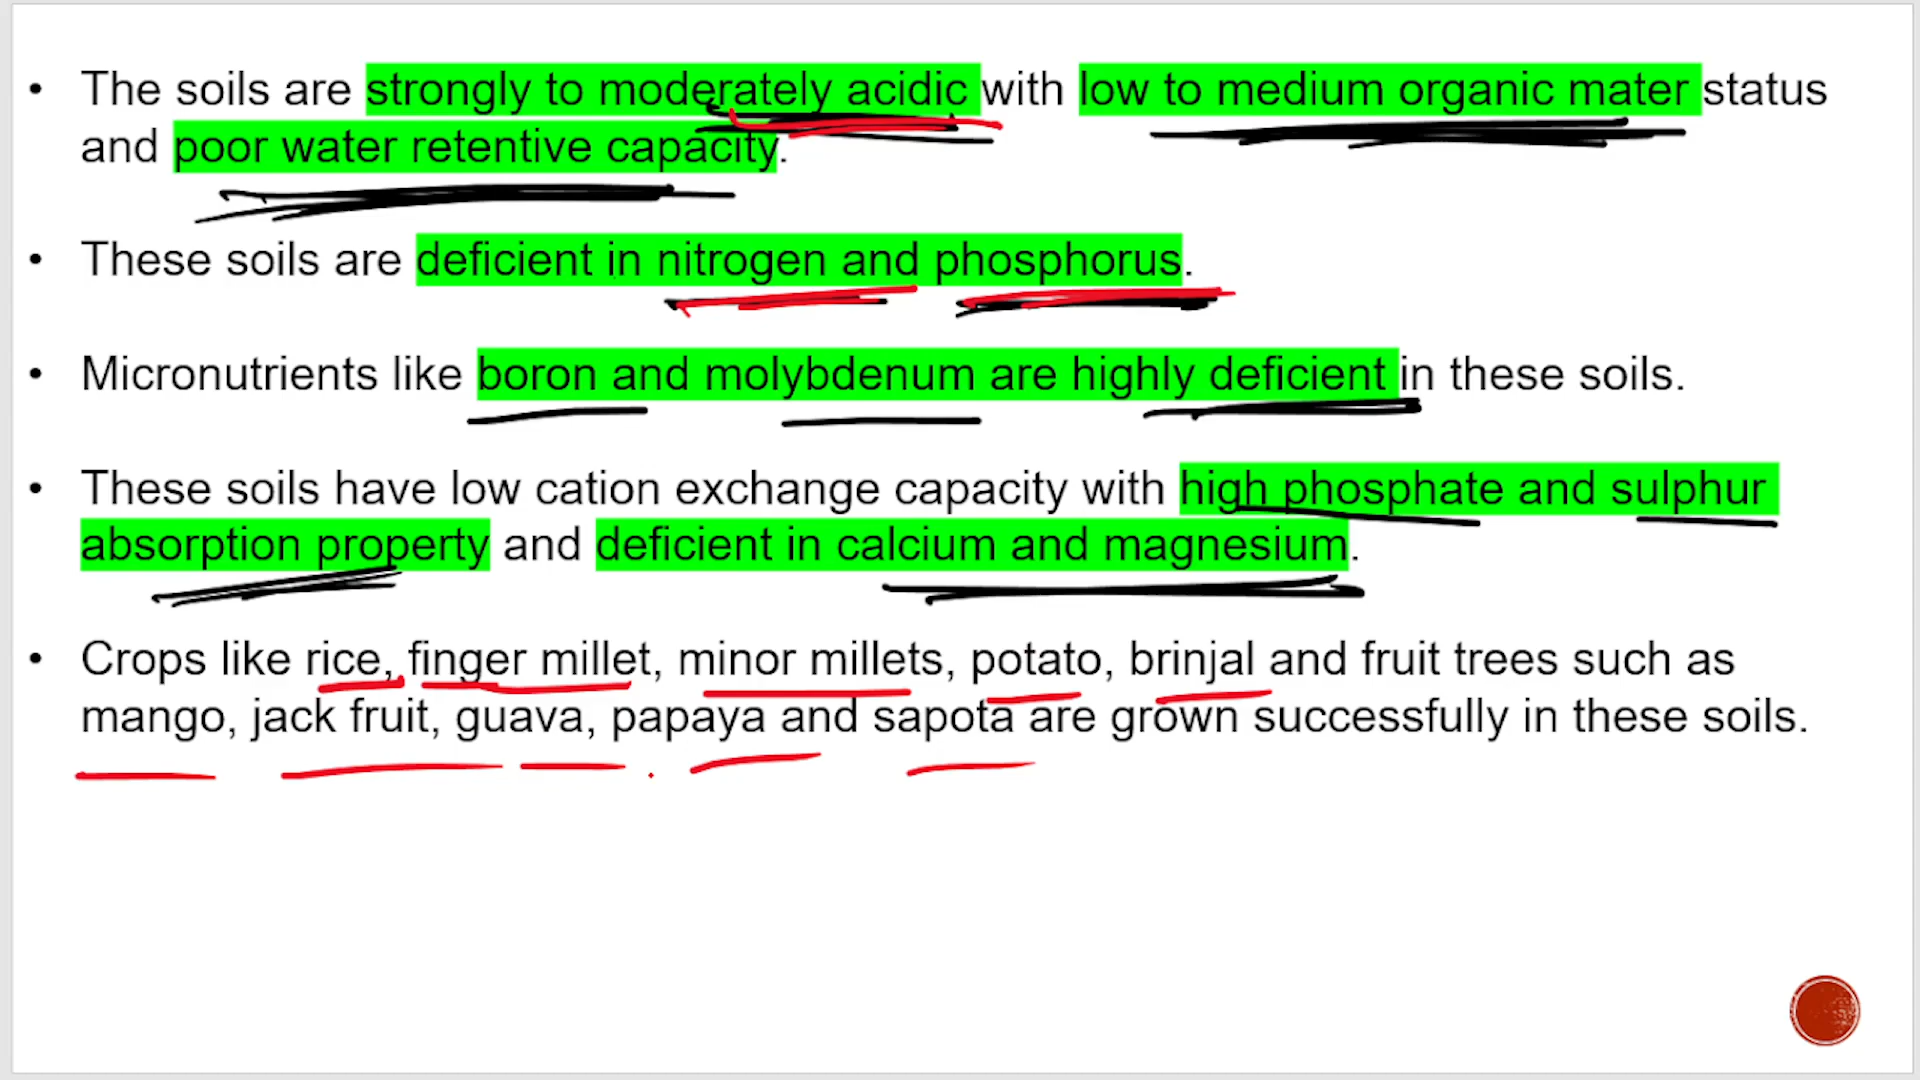 • The soils are strongly to moderately acidic with low to medium organic mater status
and poor water retentive capacity.
• These soils are deficient in nitrogen and phosphorus.
• Micronutrients like boron and molybdenum are highly deficient in these soils.
• These soils have low cation exchange capacity with high phosphate and sulphur
absorption property and deficient in calcium and magnesium.
• Crops like rice, finger millet, minor millets, potato, brinjal and fruit trees such as
mango, jack fruit, guava, papaya and sapota are grown successfully in these soils.